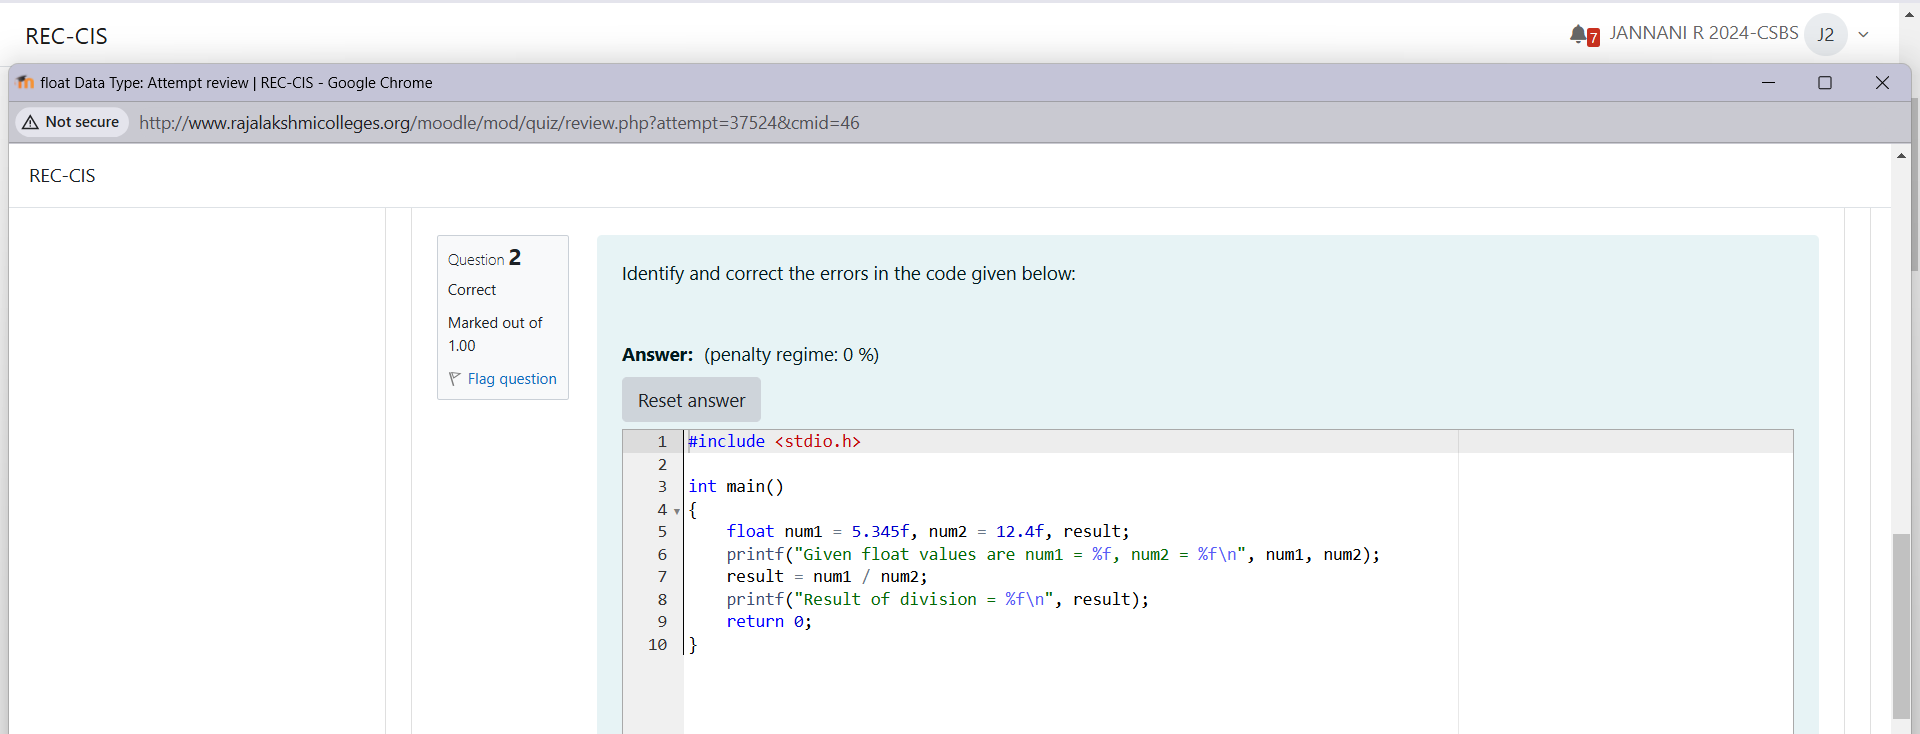 REC-CIS
7 JANNANI R 2024-CSBS J2
float Data Type: Attempt review | REC-CIS - Google Chrome
Not secure http://www.rajalakshmicolleges.org/moodle/mod/quiz/review.php?attempt=37524&cmid=46
REC-CIS
Question 2
Correct
Marked out of
1.00
Flag question
Identify and correct the errors in the code given below:
Answer: (penalty regime: 0 %)
Reset answer
1 #include <stdio.h>
2
3 int main()
4 {
5 float num1 = 5.345f, num2 = 12.4f, result;
6 printf("Given float values are num1 = %f, num2 = %f\n", num1, num2);
7 result = num1 / num2;
8 printf("Result of division = %f\n", result);
9 return 0;
10 }